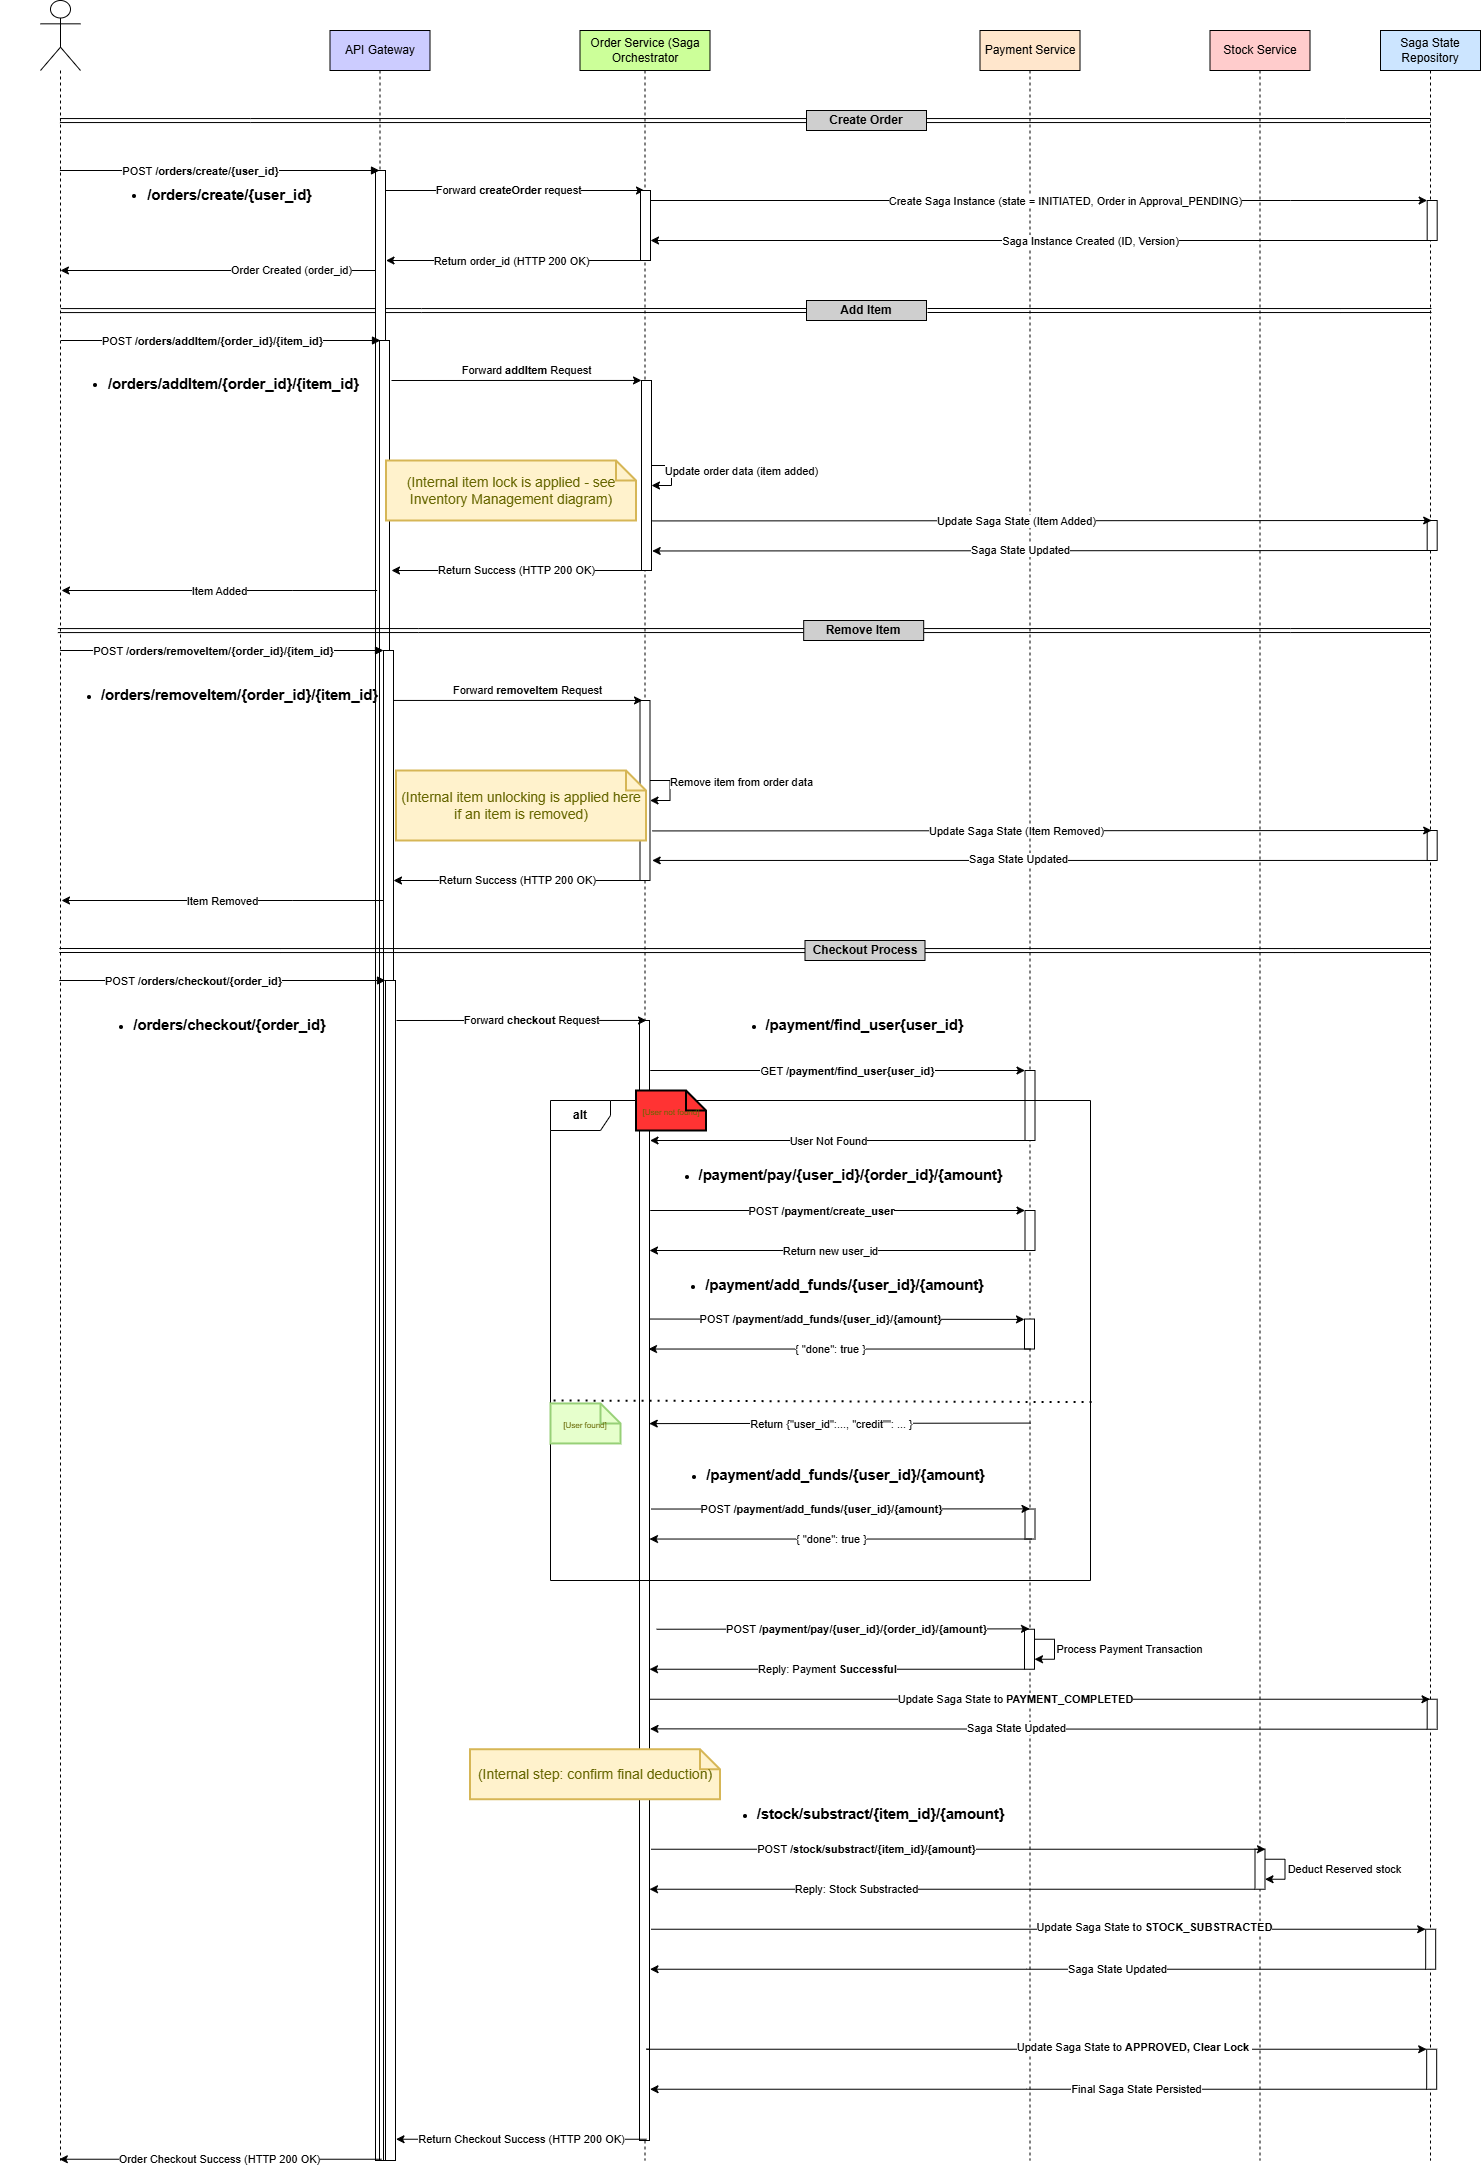 API Gateway
Order Service (Saga
Orchestrator
Payment Service
Stock Service
Saga State
Repository
Create Order
POST /orders/create/{user_id}
• /orders/create/{user_id}
Forward createOrder request
Create Saga Instance (state = INITIATED, Order in Approval_PENDING)
Saga Instance Created (ID, Version)
Return order_id (HTTP 200 OK)
Order Created (order_id)
Add Item
POST /orders/addItem/{order_id}/{item_id}
• /orders/addItem/{order_id}/{item_id}
Forward addItem Request
(Internal item lock is applied - see
Inventory Management diagram)
Update order data (item added)
Update Saga State (Item Added)
Saga State Updated
Return Success (HTTP 200 OK)
Item Added
Remove Item
POST /orders/removeItem/{order_id}/{item_id}
• /orders/removeItem/{order_id}/{item_id}
Forward removeItem Request
(Internal item unlocking is applied here
if an item is removed)
Remove item from order data
Update Saga State (Item Removed)
Saga State Updated
Return Success (HTTP 200 OK)
Item Removed
Checkout Process
POST /orders/checkout/{order_id}
• /orders/checkout/{order_id}
Forward checkout Request
• /payment/find_user{user_id}
GET /payment/find_user{user_id}
alt
User Not Found
• /payment/pay/{user_id}/{order_id}/{amount}
POST /payment/create_user
Return new user_id
• /payment/add_funds/{user_id}/{amount}
POST /payment/add_funds/{user_id}/{amount}
{ "done": true }
[User found]
Return {"user_id":..., "credit"": ... }
• /payment/add_funds/{user_id}/{amount}
POST /payment/add_funds/{user_id}/{amount}
{ "done": true }
POST /payment/pay/{user_id}/{order_id}/{amount}
Process Payment Transaction
Reply: Payment Successful
Update Saga State to PAYMENT_COMPLETED
Saga State Updated
(Internal step: confirm final deduction)
• /stock/substract/{item_id}/{amount}
POST /stock/substract/{item_id}/{amount}
Deduct Reserved stock
Reply: Stock Substracted
Update Saga State to STOCK_SUBSTRACTED
Saga State Updated
Update Saga State to APPROVED, Clear Lock
Final Saga State Persisted
Return Checkout Success (HTTP 200 OK)
Order Checkout Success (HTTP 200 OK)